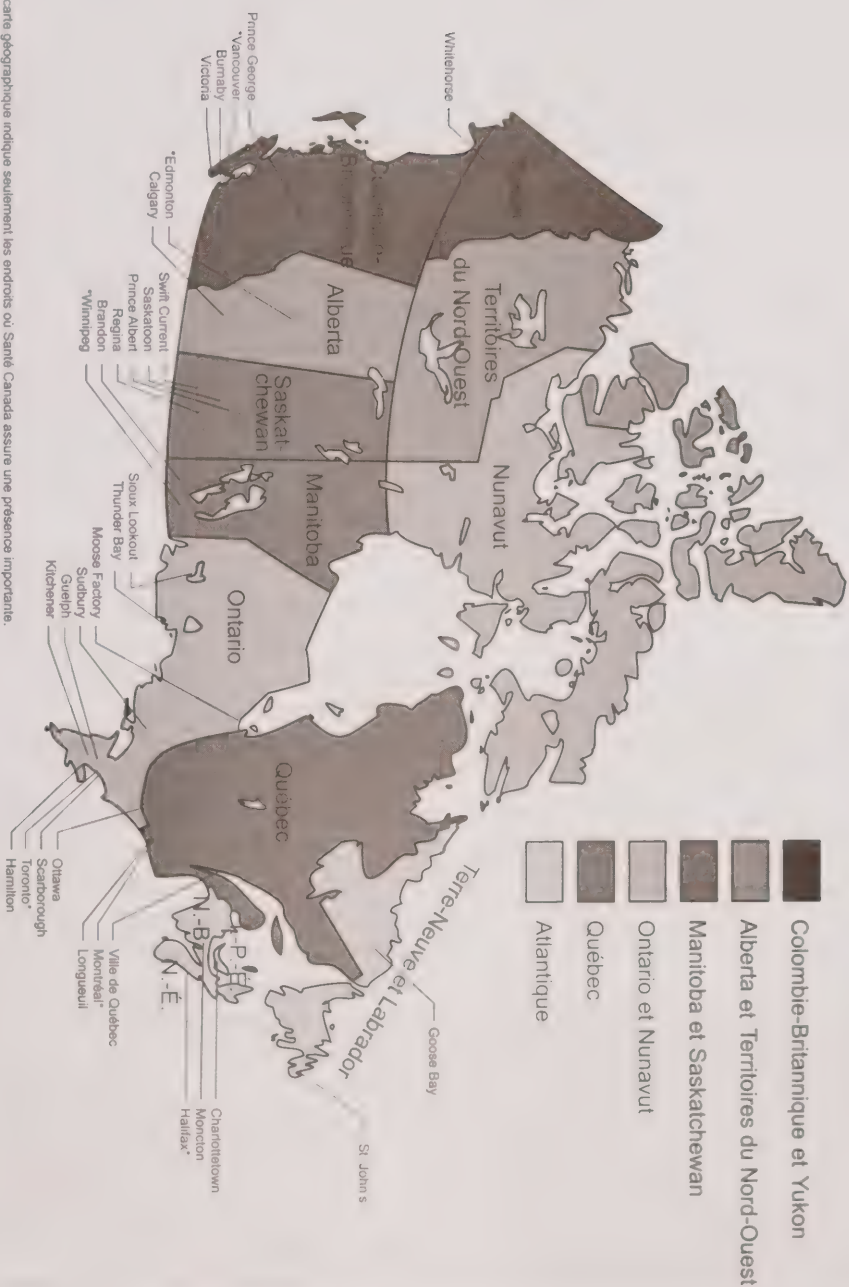 Colombie-Britannique et Yukon
Alberta et Territoires du Nord-Ouest
Manitoba et Saskatchewan
Ontario et Nunavut
Québec
Atlantique
Whitehorse
Territoires
du Nord-Ouest
Nunavut
Alberta
Saskat-
chewan
Manitoba
Ontario
Québec
Terre-Neuve et Labrador
Î.-P.-É.
N.-B.
N.-É.
Goose Bay
St John's
Prince George
*Vancouver
Burnaby
Victoria
*Edmonton
Calgary
Swift Current
Saskatoon
Prince Albert
Regina
Brandon
*Winnipeg
Sioux Lookout
Thunder Bay
Moose Factory
Sudbury
Guelph
Kitchener
Ottawa
Scarborough
Toronto*
Hamilton
Ville de Québec
Montréal*
Longueuil
Charlottetown
Moncton
Halifax*
carte géographique indique seulement les endroits où Santé Canada assure une présence importante.